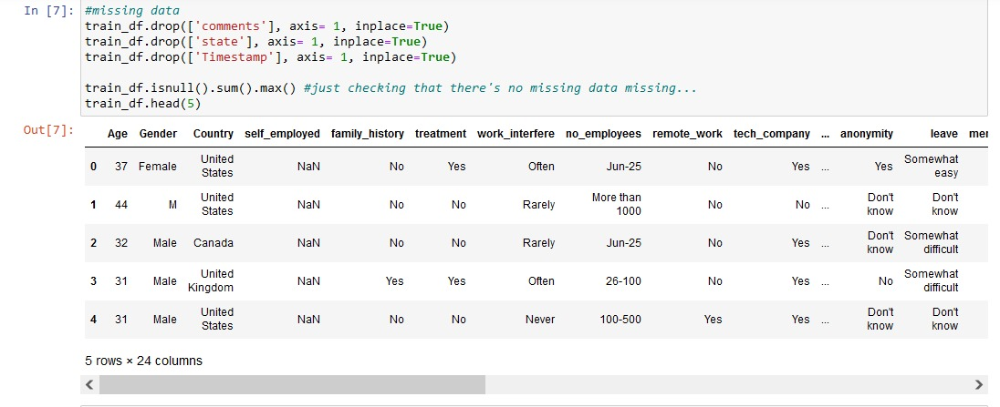 In [7]: #missing data
train_df.drop(['comments'], axis= 1, inplace=True)
train_df.drop(['state'], axis= 1, inplace=True)
train_df.drop(['Timestamp'], axis= 1, inplace=True)
train_df.isnull().sum().max() #just checking that there's no missing data missing...
train_df.head(5)
Out[7]:
Age Gender Country self_employed family_history treatment work_interfere no_employees remote_work tech_company ... anonymity leave mer
0 37 Female United States NaN No Yes Often Jun-25 No Yes ... Yes Somewhat easy
1 44 M United States NaN No No Rarely More than 1000 No No ... Don't know Don't know
2 32 Male Canada NaN No No Rarely Jun-25 No Yes ... Don't know Somewhat difficult
3 31 Male United Kingdom NaN Yes Yes Often 26-100 No Yes ... No Somewhat difficult
4 31 Male United States NaN No No Never 100-500 Yes Yes ... Don't know Don't know
5 rows × 24 columns